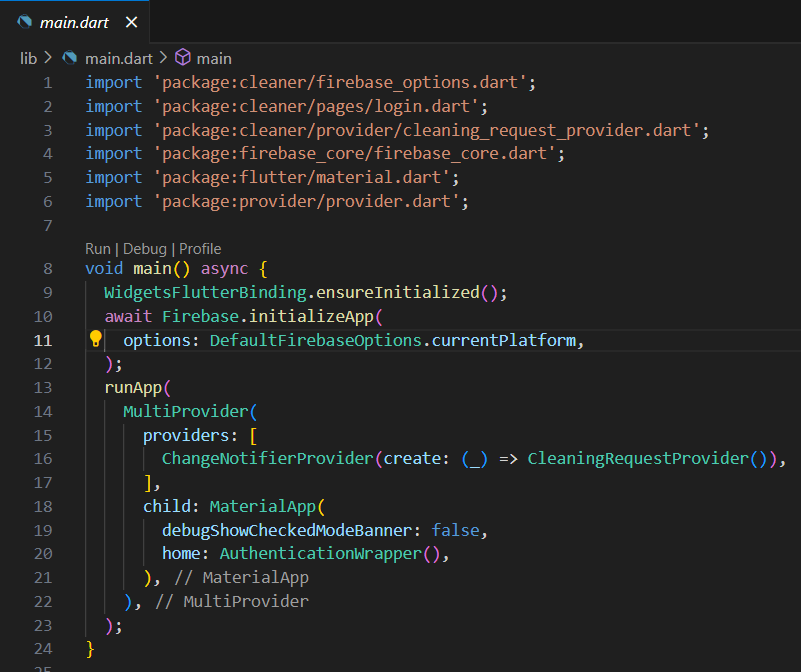 main.dart ×
lib > main.dart > main
1 import 'package:cleaner/firebase_options.dart';
2 import 'package:cleaner/pages/login.dart';
3 import 'package:cleaner/provider/cleaning_request_provider.dart';
4 import 'package:firebase_core/firebase_core.dart';
5 import 'package:flutter/material.dart';
6 import 'package:provider/provider.dart';
7
Run | Debug | Profile
8 void main() async {
9   WidgetsFlutterBinding.ensureInitialized();
10   await Firebase.initializeApp(
11     options: DefaultFirebaseOptions.currentPlatform,
12   );
13   runApp(
14     MultiProvider(
15       providers: [
16         ChangeNotifierProvider(create: (_) => CleaningRequestProvider()),
17       ],
18       child: MaterialApp(
19         debugShowCheckedModeBanner: false,
20         home: AuthenticationWrapper(),
21       ), // MaterialApp
22     ), // MultiProvider
23   );
24 }
25